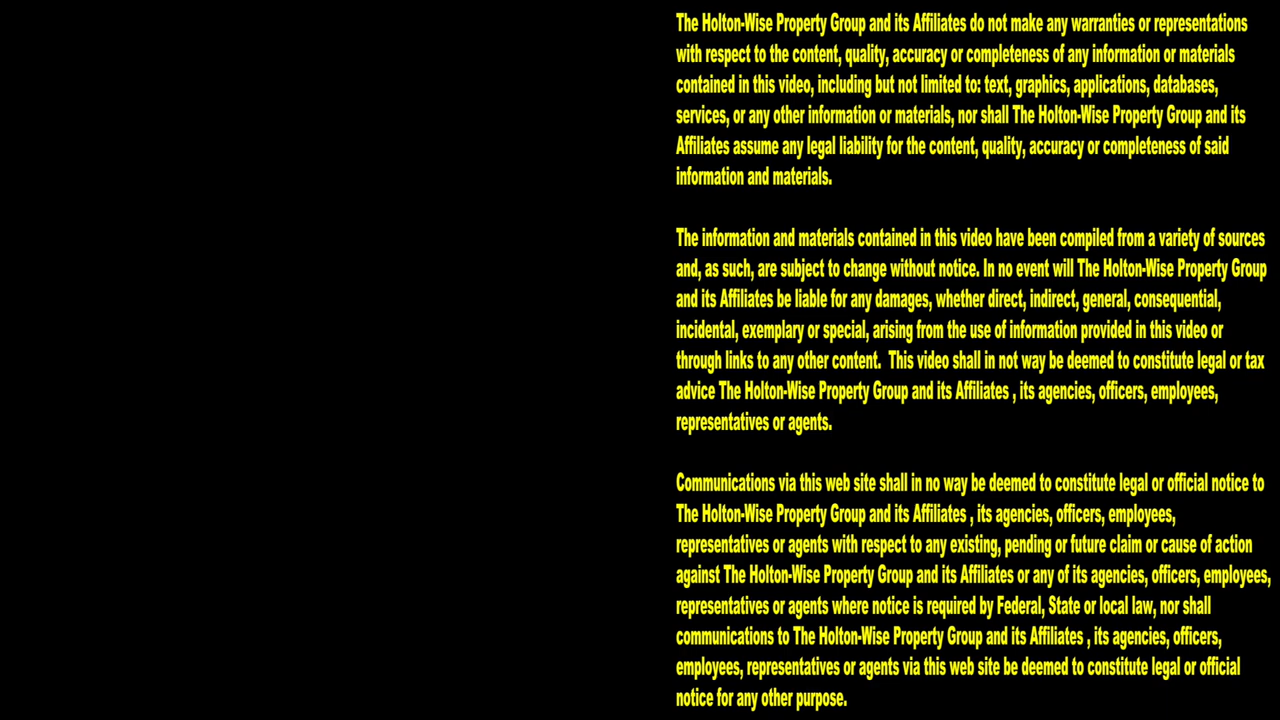 The Holton-Wise Property Group and its Affiliates do not make any warranties or representations
with respect to the content, quality, accuracy or completeness of any information or materials
contained in this video, including but not limited to: text, graphics, applications, databases,
services, or any other information or materials, nor shall The Holton-Wise Property Group and its
Affiliates assume any legal liability for the content, quality, accuracy or completeness of said
information and materials.
The information and materials contained in this video have been compiled from a variety of sources
and, as such, are subject to change without notice. In no event will The Holton-Wise Property Group
and its Affiliates be liable for any damages, whether direct, indirect, general, consequential,
incidental, exemplary or special, arising from the use of information provided in this video or
through links to any other content.  This video shall in not way be deemed to constitute legal or tax
advice The Holton-Wise Property Group and its Affiliates , its agencies, officers, employees,
representatives or agents.
Communications via this web site shall in no way be deemed to constitute legal or official notice to
The Holton-Wise Property Group and its Affiliates , its agencies, officers, employees,
representatives or agents with respect to any existing, pending or future claim or cause of action
against The Holton-Wise Property Group and its Affiliates or any of its agencies, officers, employees,
representatives or agents where notice is required by Federal, State or local law, nor shall
communications to The Holton-Wise Property Group and its Affiliates , its agencies, officers,
employees, representatives or agents via this web site be deemed to constitute legal or official
notice for any other purpose.